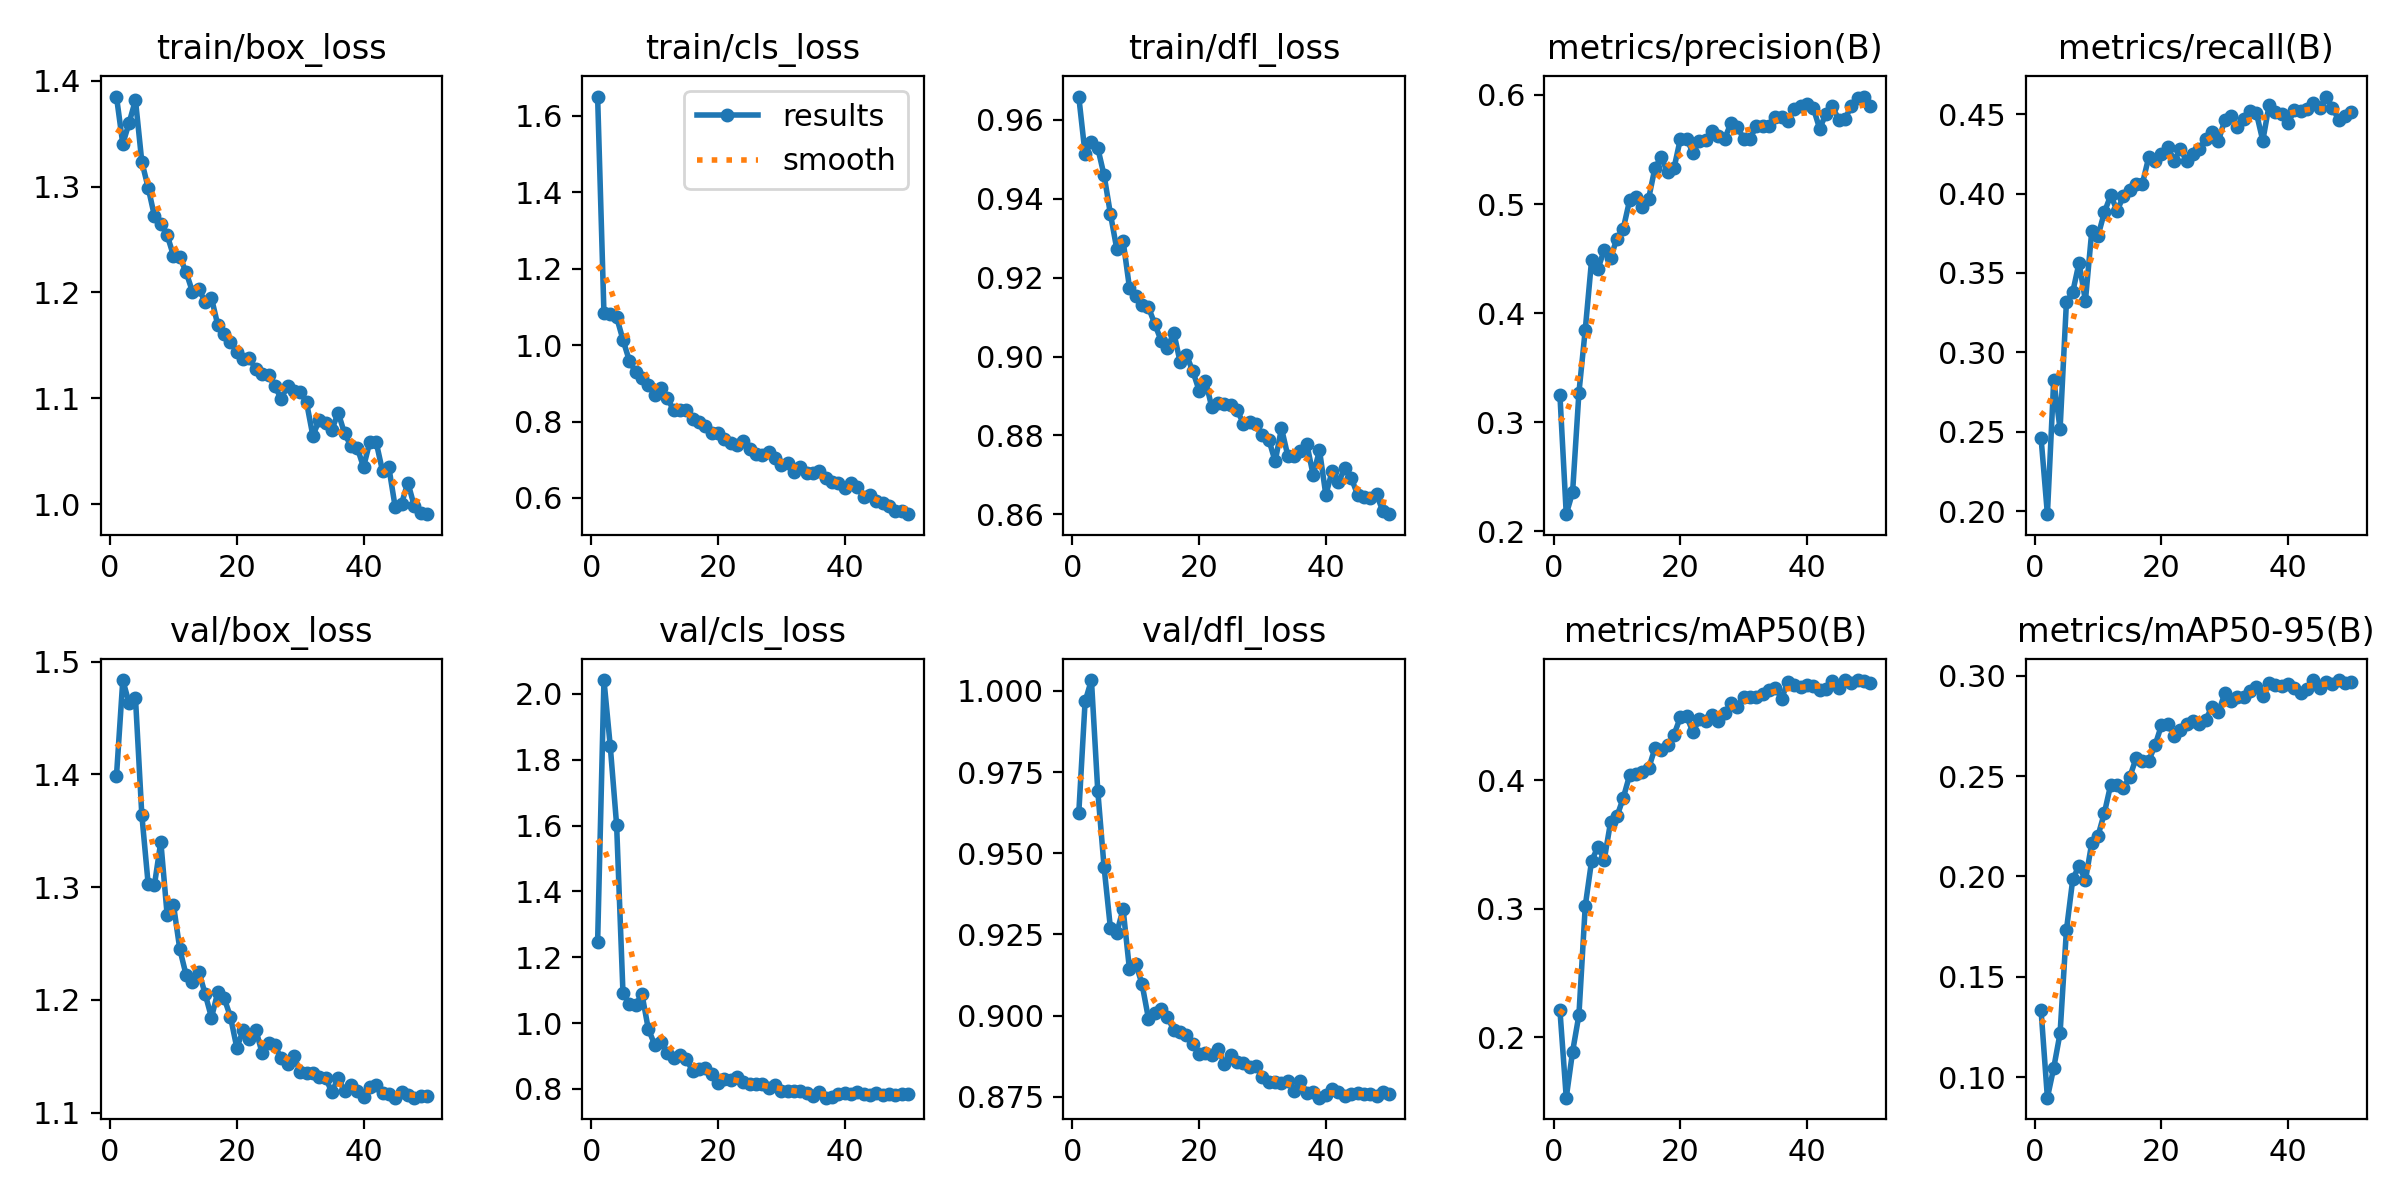 train/box_loss
1.4
1.3
1.2
1.1
1.0
0 20 40
train/cls_loss
results
smooth
1.6
1.4
1.2
1.0
0.8
0.6
0 20 40
train/dfl_loss
0.96
0.94
0.92
0.90
0.88
0.86
0 20 40
metrics/precision(B)
0.6
0.5
0.4
0.3
0.2
0 20 40
metrics/recall(B)
0.45
0.40
0.35
0.30
0.25
0.20
0 20 40
val/box_loss
1.5
1.4
1.3
1.2
1.1
0 20 40
val/cls_loss
2.0
1.8
1.6
1.4
1.2
1.0
0.8
0 20 40
val/dfl_loss
1.000
0.975
0.950
0.925
0.900
0.875
0 20 40
metrics/mAP50(B)
0.4
0.3
0.2
0 20 40
metrics/mAP50-95(B)
0.30
0.25
0.20
0.15
0.10
0 20 40